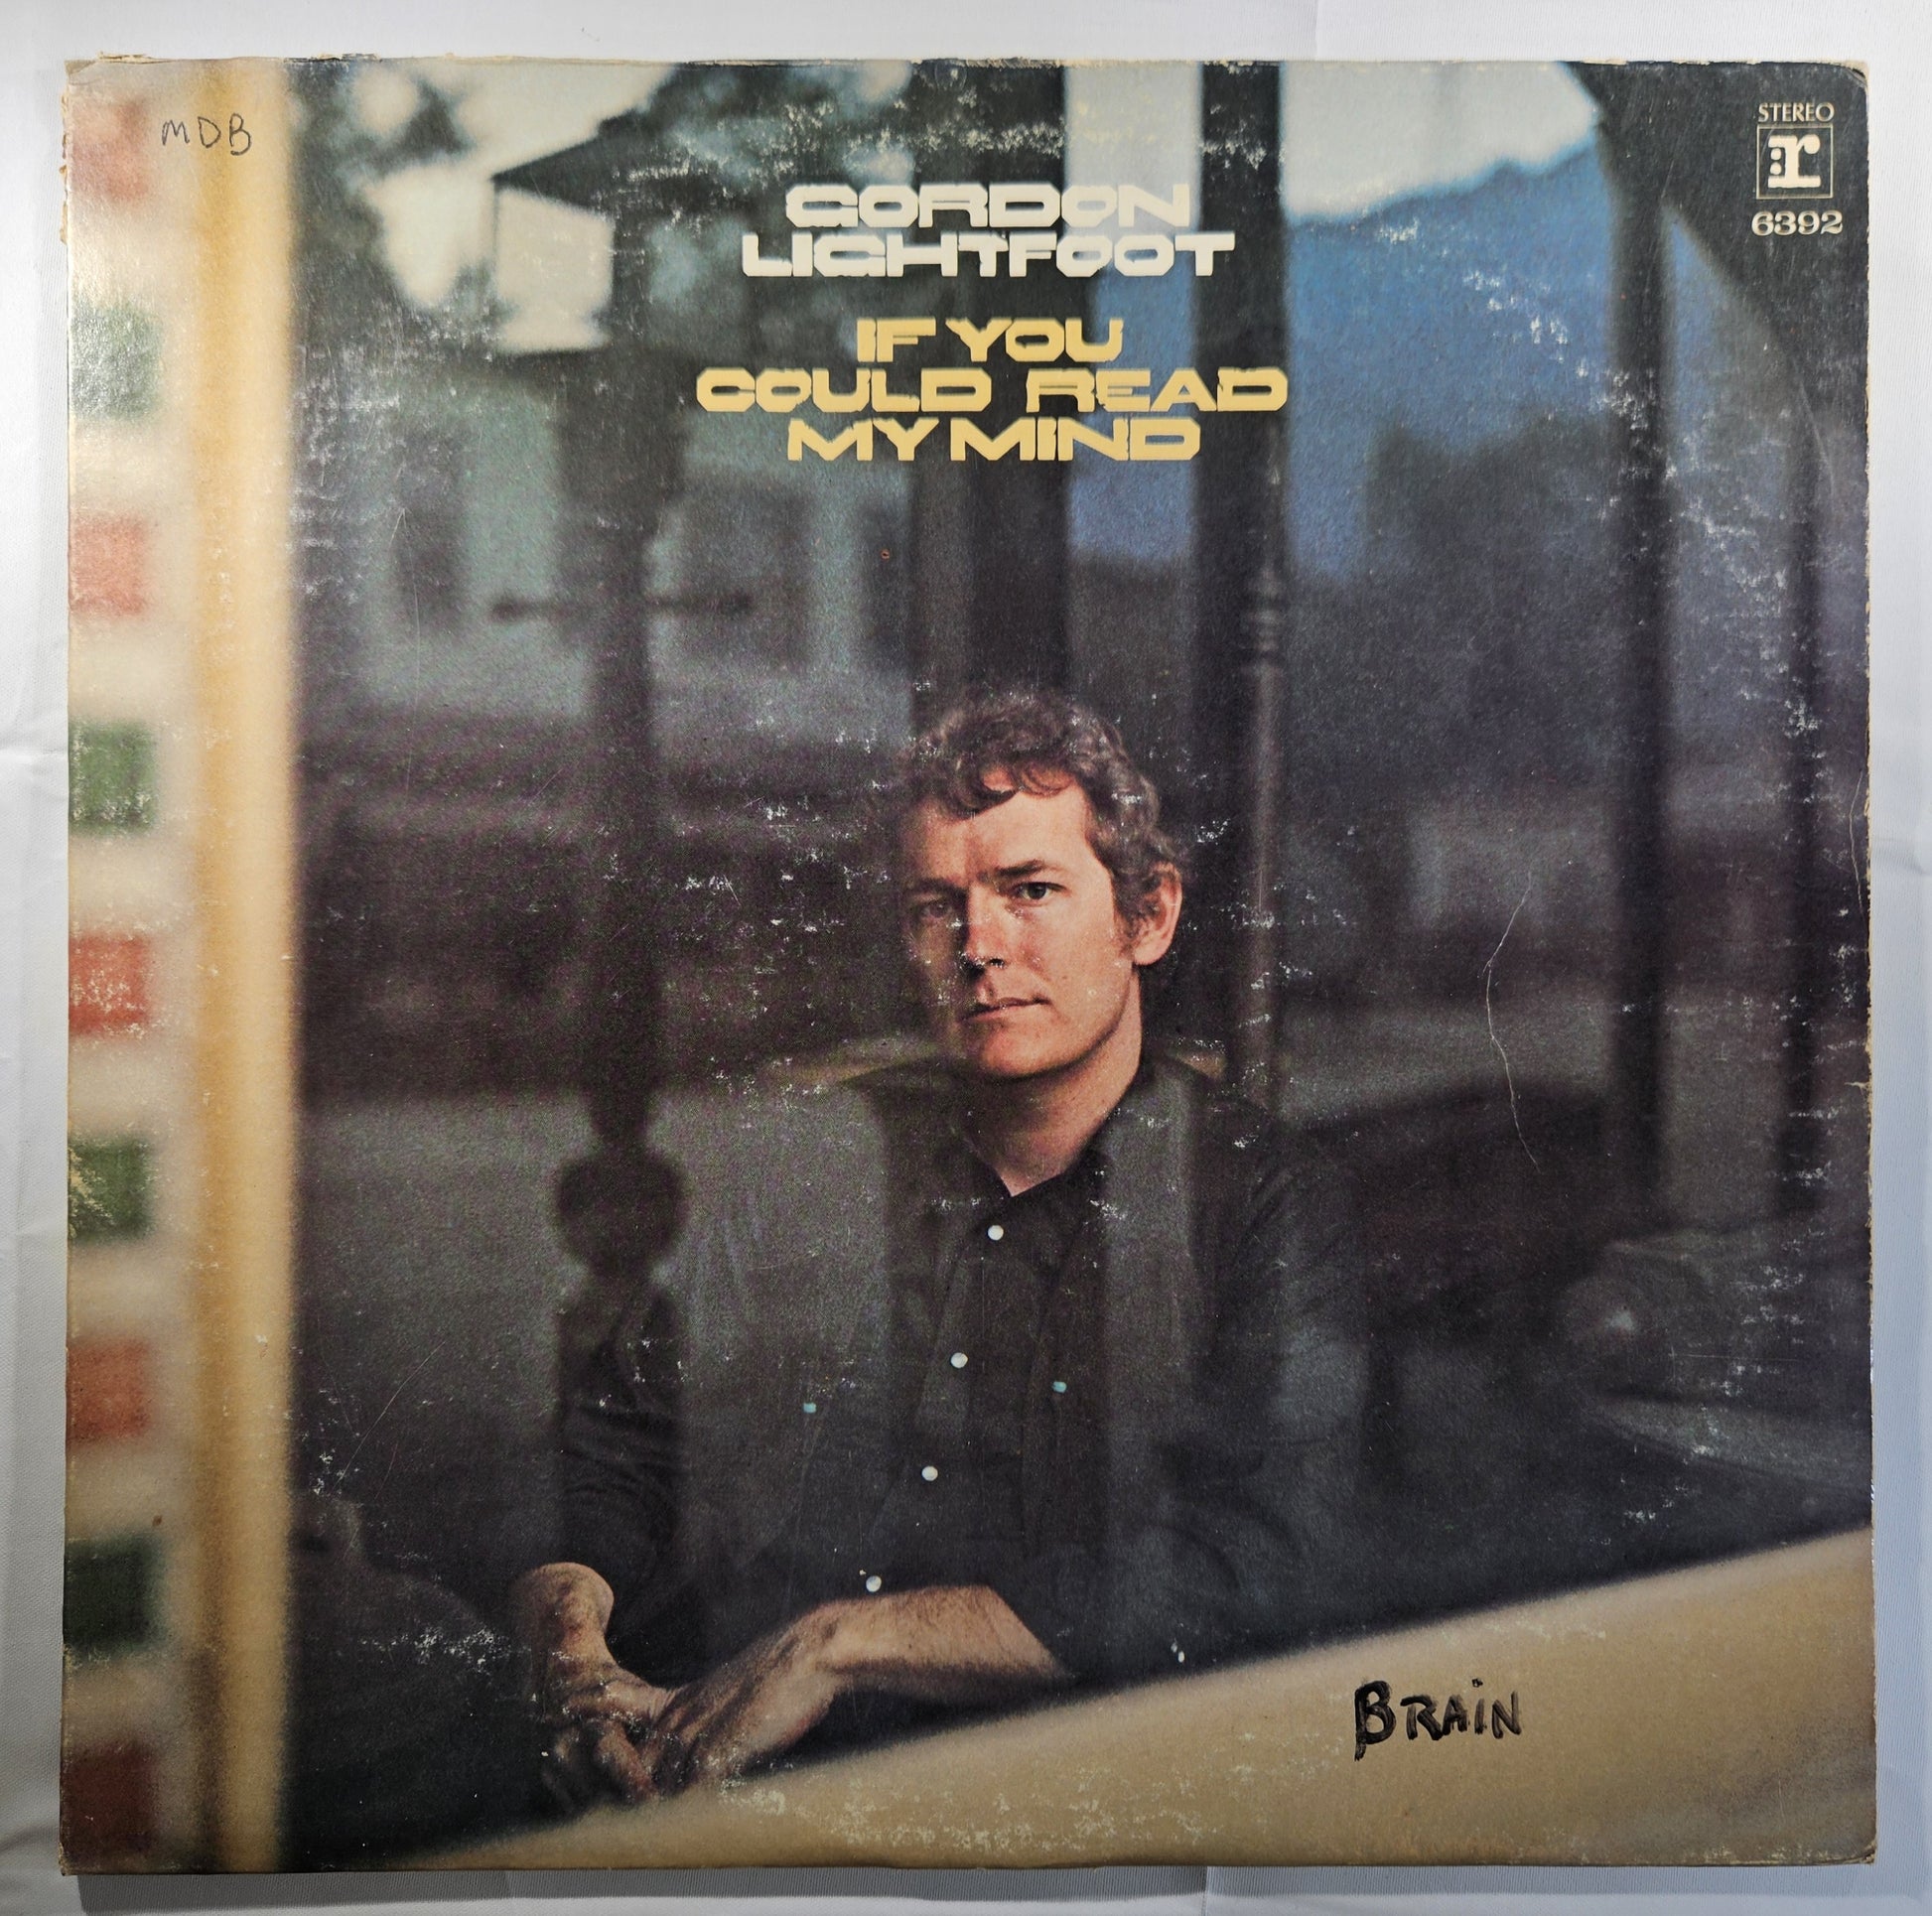 MDB
STEREO
r
6392
GORDON
LIGHTFOOT
IF YOU
COULD READ
MY MIND
BRAiN